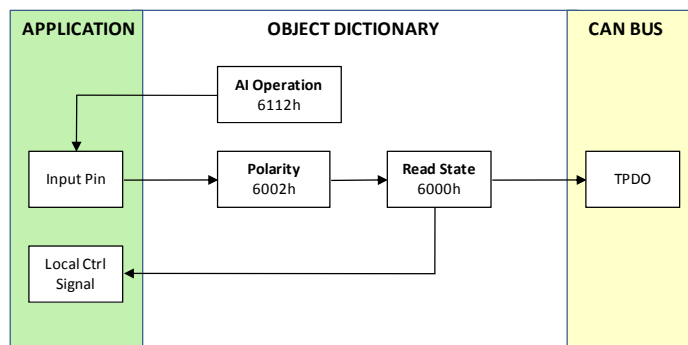 APPLICATION
OBJECT DICTIONARY
CAN BUS
AI Operation
6112h
Input Pin
Polarity
6002h
Read State
6000h
TPDO
Local Ctrl
Signal